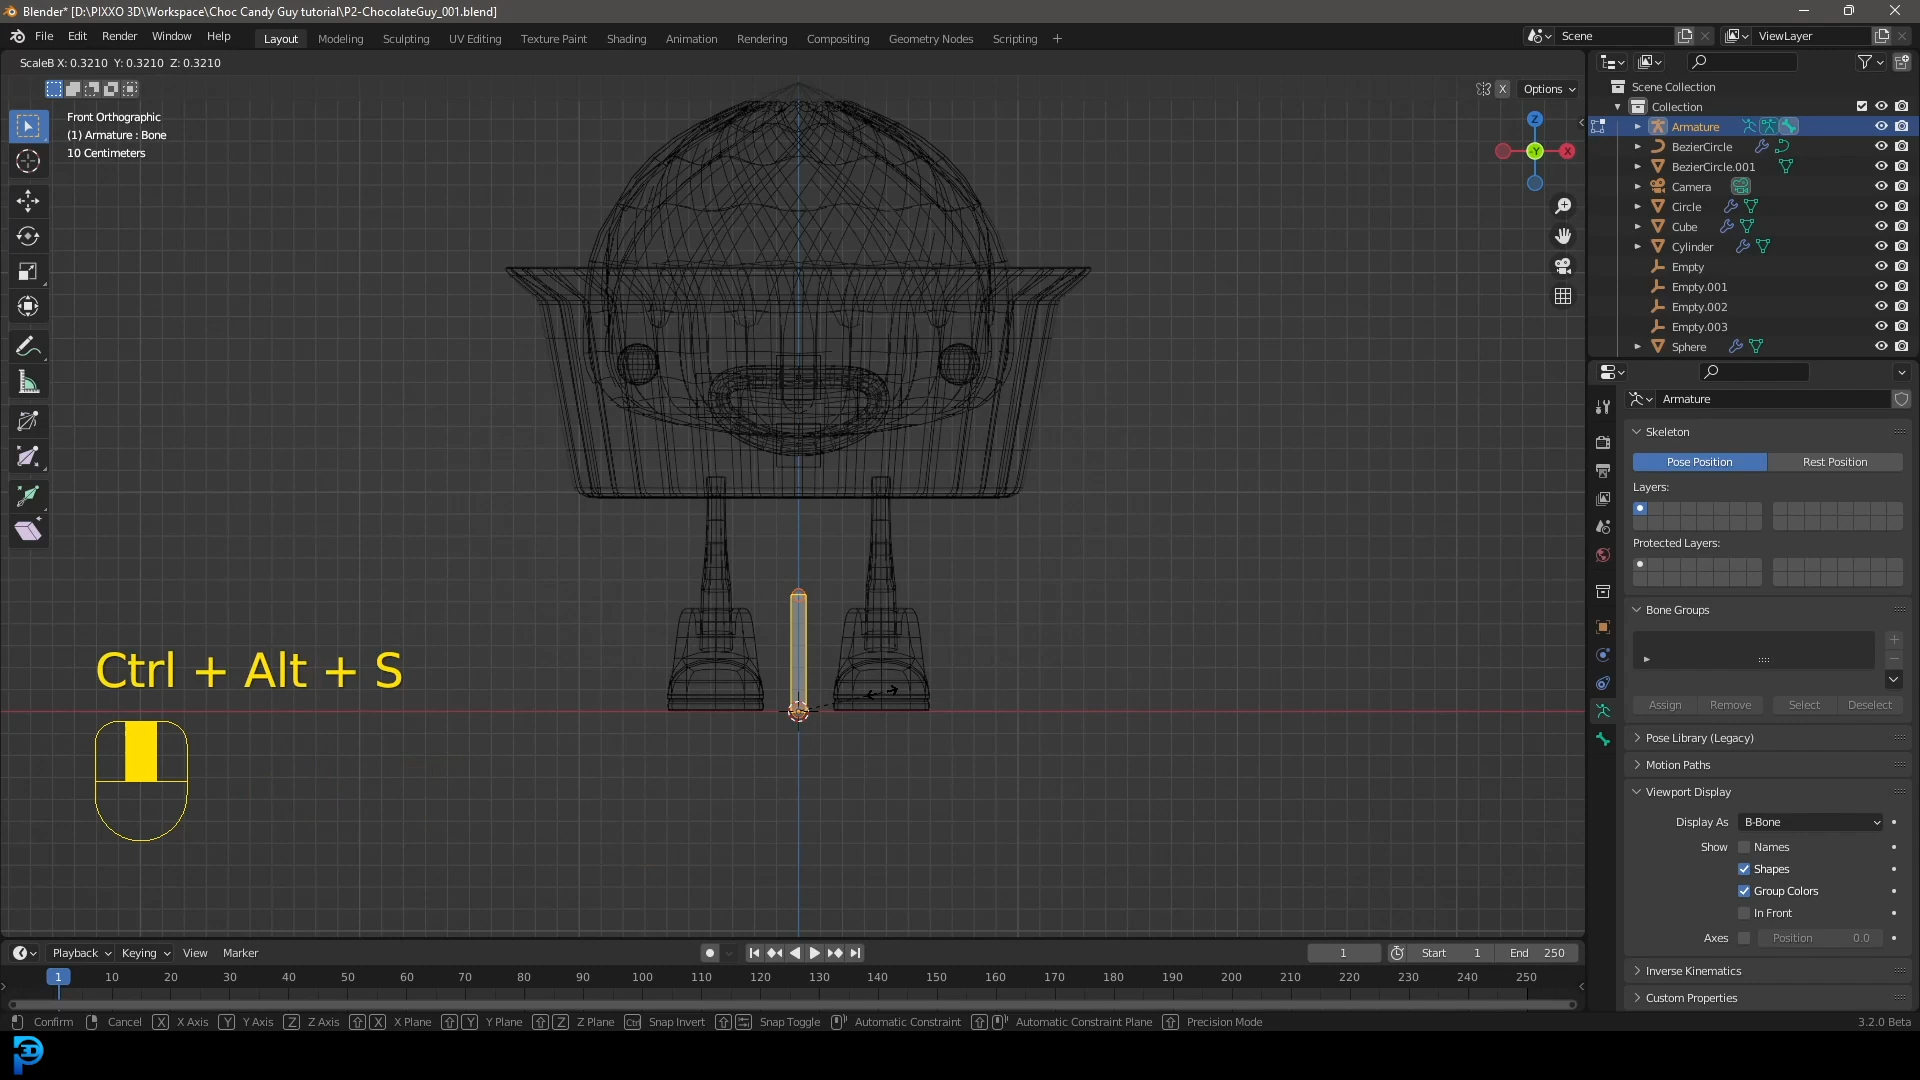 Blender* [D:\PIXXO 3D\Workspace\Choc Candy Guy tutorial\P2-ChocolateGuy_001.blend]
File Edit Render Window Help Layout Modeling Sculpting UV Editing Texture Paint Shading Animation Rendering Compositing Geometry Nodes Scripting + Scene ViewLayer
ScaleB X: 0.3210 Y: 0.3210 Z: 0.3210
X Options
Front Orthographic
(1) Armature : Bone
10 Centimeters
Z
-Y X
Scene Collection
Collection
Armature
BezierCircle
BezierCircle.001
Camera
Circle
Cube
Cylinder
Empty
Empty.001
Empty.002
Empty.003
Sphere
Armature
Skeleton
Pose Position Rest Position
Layers:
Protected Layers:
Bone Groups
Assign Remove Select Deselect
Pose Library (Legacy)
Motion Paths
Viewport Display
Display As B-Bone
Show Names
Shapes
Group Colors
In Front
Axes Position 0.0
Inverse Kinematics
Custom Properties
Ctrl + Alt + S
Playback Keying View Marker 1 Start 1 End 250
1 10 20 30 40 50 60 70 80 90 100 110 120 130 140 150 160 170 180 190 200 210 220 230 240 250
Confirm Cancel X X Axis Y Y Axis Z Z Axis X X Plane Y Y Plane Z Z Plane Ctrl Snap Invert Snap Toggle Automatic Constraint Automatic Constraint Plane Precision Mode 3.2.0 Beta
P3D